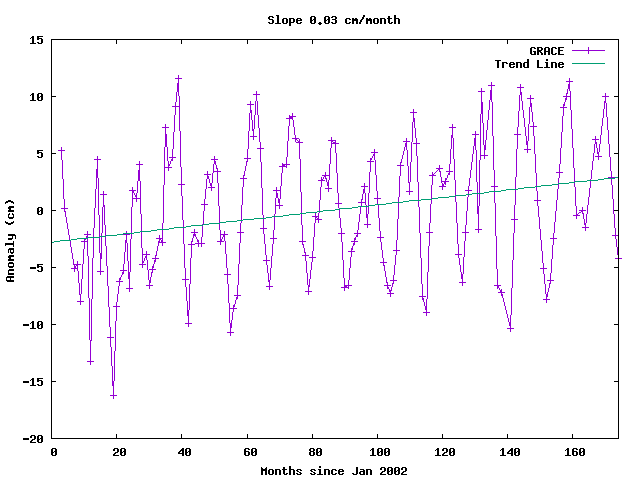 Slope 0.03 cm/month
GRACE
Trend Line
15
10
5
0
-5
-10
-15
-20
Anomaly (cm)
0 20 40 60 80 100 120 140 160
Months since Jan 2002